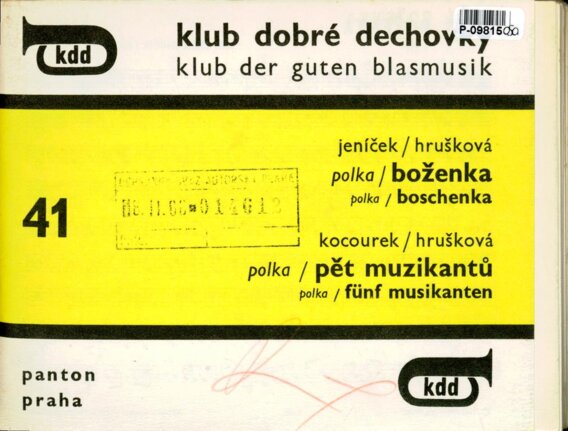 kdd
klub dobré dechovky
klub der guten blasmusik
P-09815
41
jeníček / hrušková
polka / boženka
polka / boschenka
kocourek / hrušková
polka / pět muzikantů
polka / fünf musikanten
014612
panton
praha
kdd